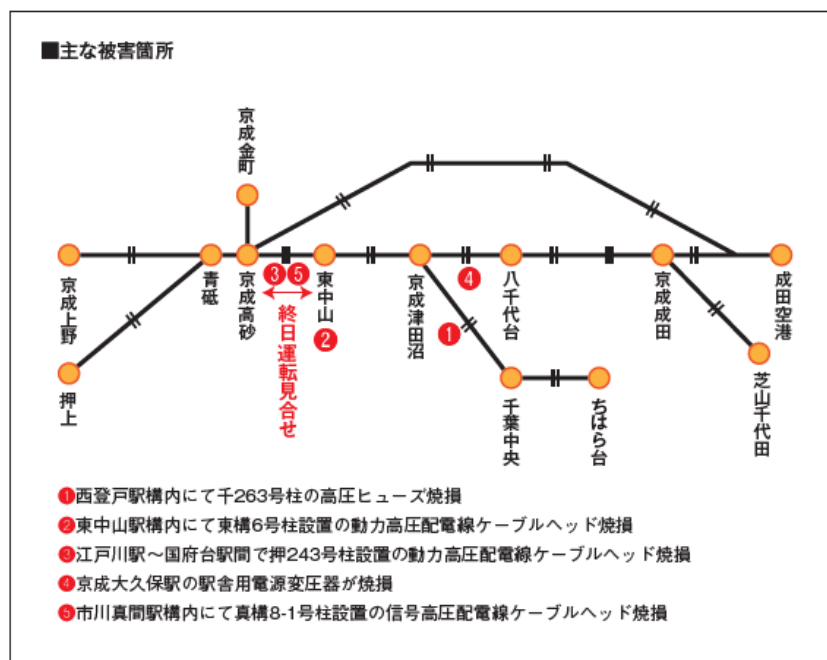 ■主な被害箇所
京成金町
京成上野
青砥
京成高砂
❸❺
東中山
❷
京成津田沼
❹
八千代台
京成成田
成田空港
❶
終日運転見合せ
押上
千葉中央
ちはら台
芝山千代田
❶西登戸駅構内にて千263号柱の高圧ヒューズ焼損
❷東中山駅構内にて東構6号柱設置の動力高圧配電線ケーブルヘッド焼損
❸江戸川駅〜国府台駅間で押243号柱設置の動力高圧配電線ケーブルヘッド焼損
❹京成大久保駅の駅舎用電源変圧器が焼損
❺市川真間駅構内にて真構8-1号柱設置の信号高圧配電線ケーブルヘッド焼損